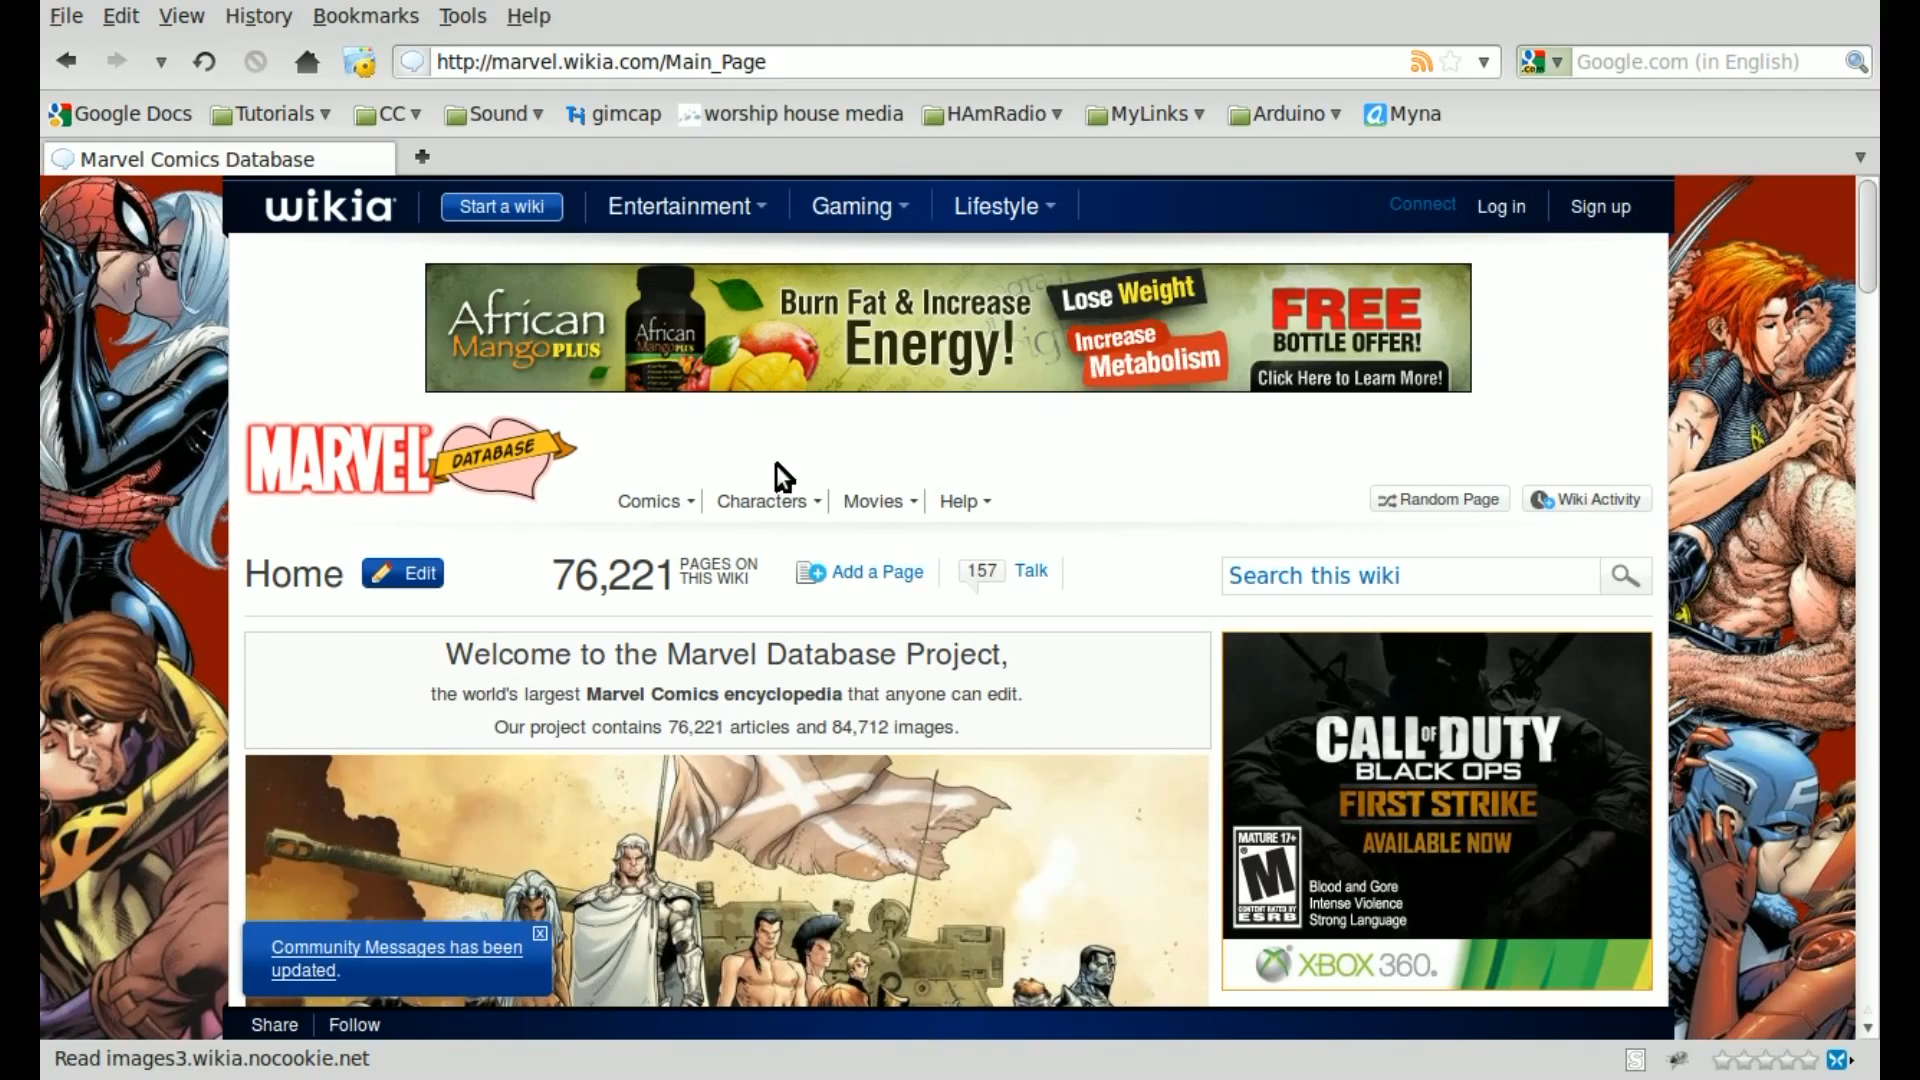 File Edit View History Bookmarks Tools Help
http://marvel.wikia.com/Main_Page
Google.com (in English)
Google Docs Tutorials CC Sound gimcap worship house media HAmRadio MyLinks Arduino Myna
Marvel Comics Database
wikia Start a wiki Entertainment Gaming Lifestyle Connect Log in Sign up
African
Mango PLUS
African
Mango PLUS
Burn Fat & Increase
Energy!
Lose Weight
Increase
Metabolism
FREE
BOTTLE OFFER!
Click Here to Learn More!
MARVEL DATABASE
Comics Characters Movies Help
Random Page Wiki Activity
Home Edit
76,221 PAGES ON
THIS WIKI
Add a Page 157 Talk
Search this wiki
Welcome to the Marvel Database Project,
the world's largest Marvel Comics encyclopedia that anyone can edit.
Our project contains 76,221 articles and 84,712 images.
CALL OF DUTY
BLACK OPS
FIRST STRIKE
AVAILABLE NOW
MATURE 17+
M
CONTENT RATED BY
ESRB
Blood and Gore
Intense Violence
Strong Language
XBOX 360.
Community Messages has been
updated.
Share Follow
Read images3.wikia.nocookie.net